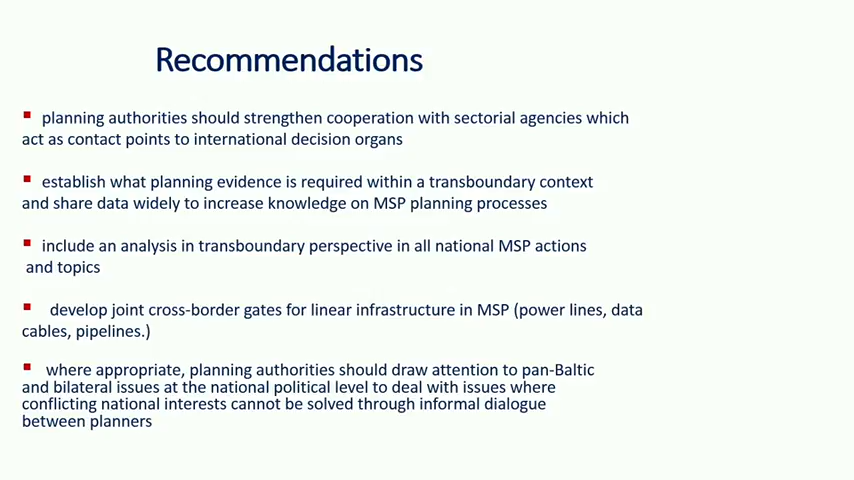 Recommendations
▪ planning authorities should strengthen cooperation with sectorial agencies which
act as contact points to international decision organs
▪ establish what planning evidence is required within a transboundary context
and share data widely to increase knowledge on MSP planning processes
▪ include an analysis in transboundary perspective in all national MSP actions
and topics
▪ develop joint cross-border gates for linear infrastructure in MSP (power lines, data
cables, pipelines.)
▪ where appropriate, planning authorities should draw attention to pan-Baltic
and bilateral issues at the national political level to deal with issues where
conflicting national interests cannot be solved through informal dialogue
between planners